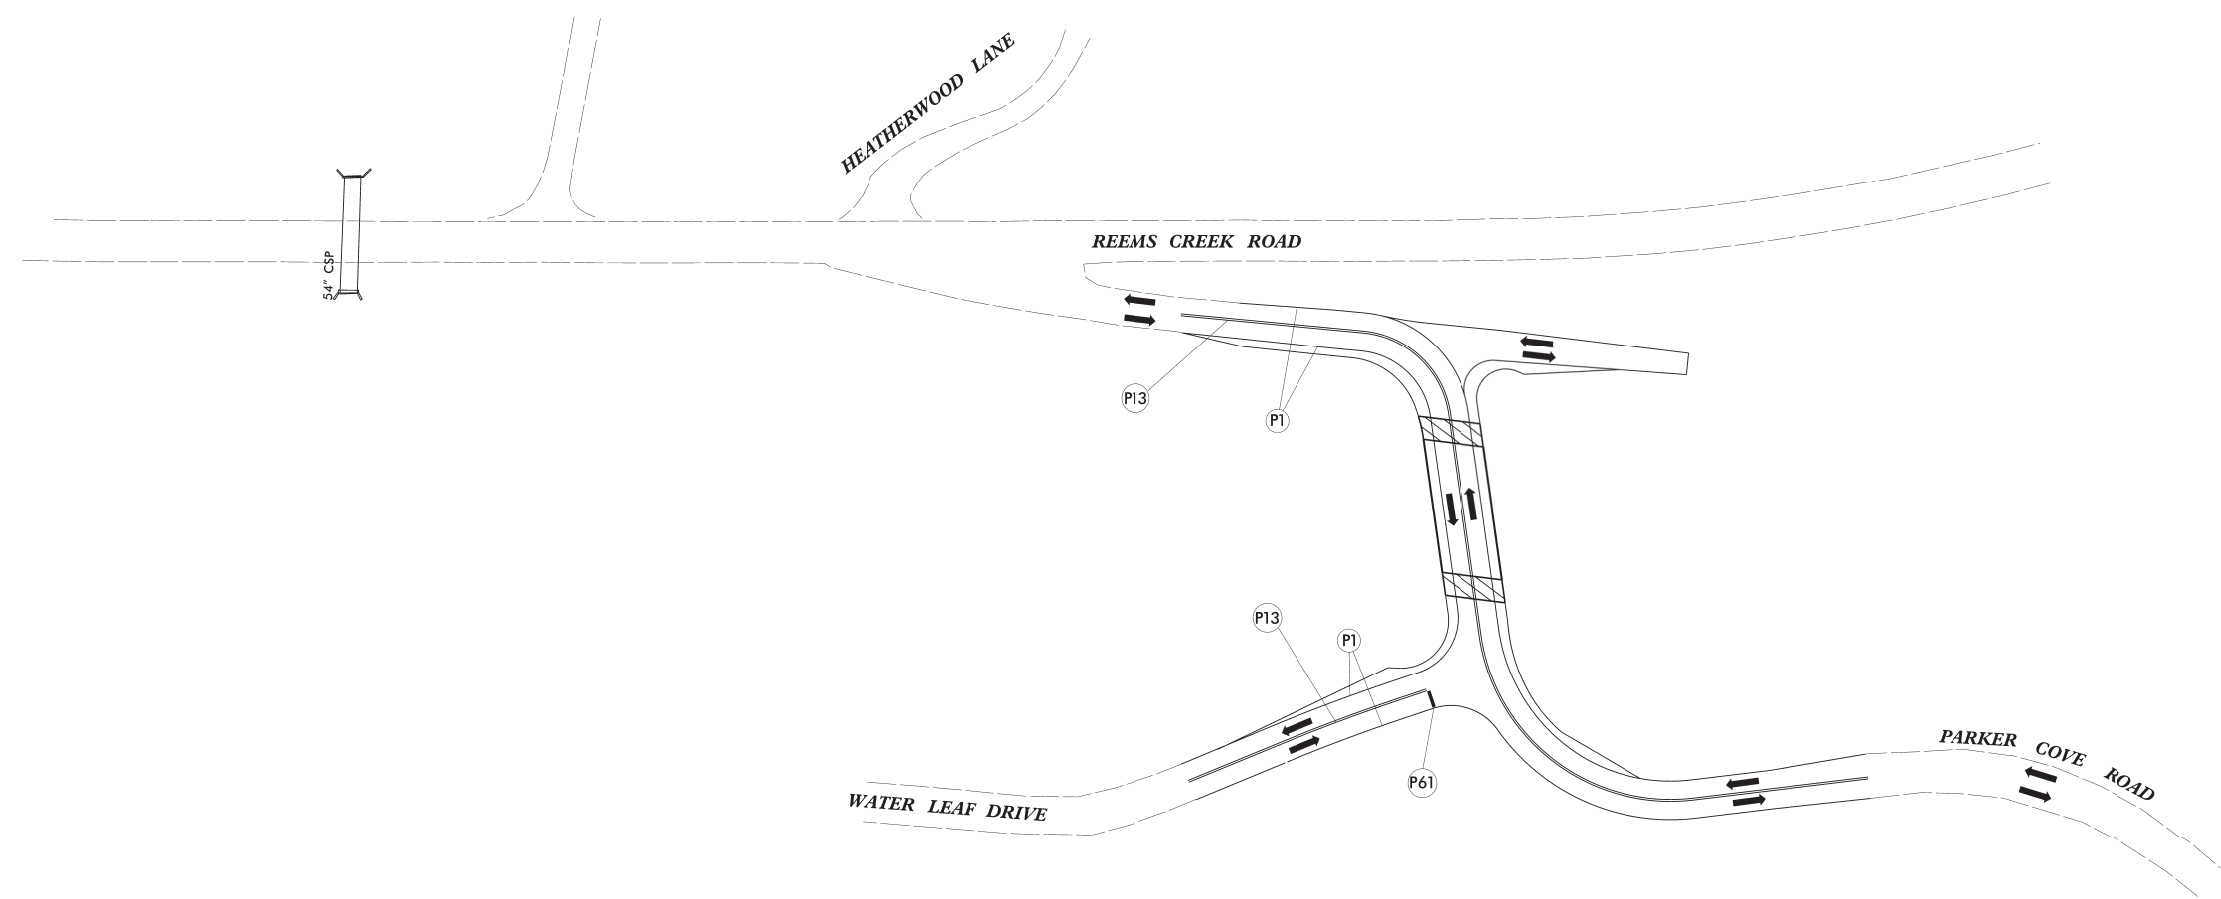 HEATHERWOOD LANE
REEMS CREEK ROAD
54" CSP
P13
P1
P13
P1
P61
PARKER COVE ROAD
WATER LEAF DRIVE